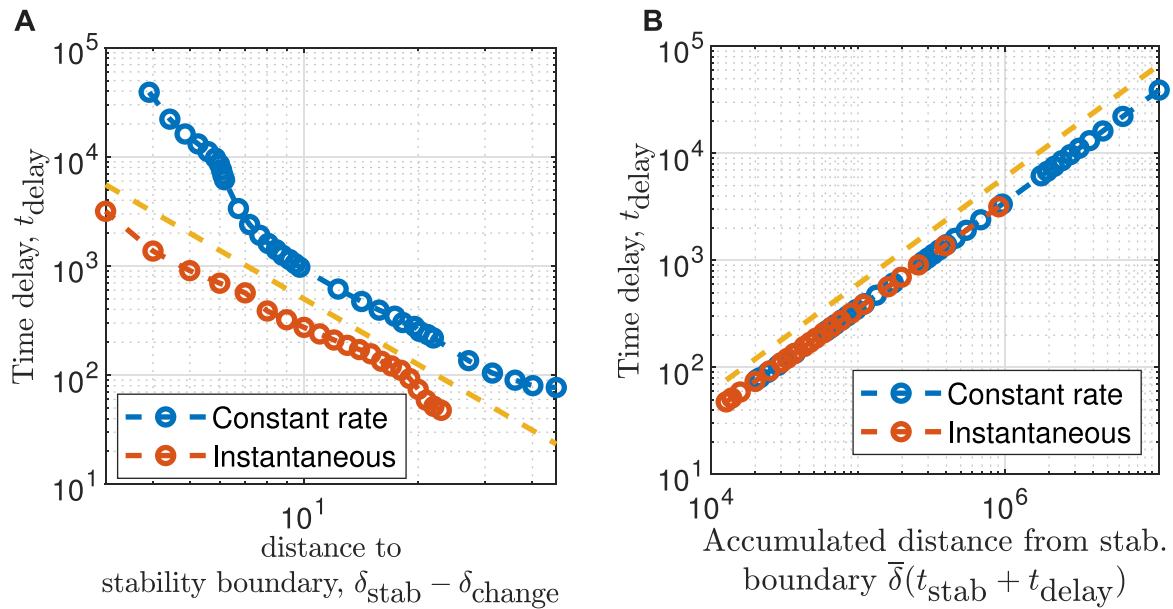 A
10^5
10^4
10^3
10^2
10^1
Time delay, t_delay
Constant rate
Instantaneous
10^1
distance to
stability boundary, δ_stab − δ_change
B
10^5
10^4
10^3
10^2
10^1
Time delay, t_delay
Constant rate
Instantaneous
10^4
10^6
Accumulated distance from stab.
boundary δ̅(t_stab + t_delay)